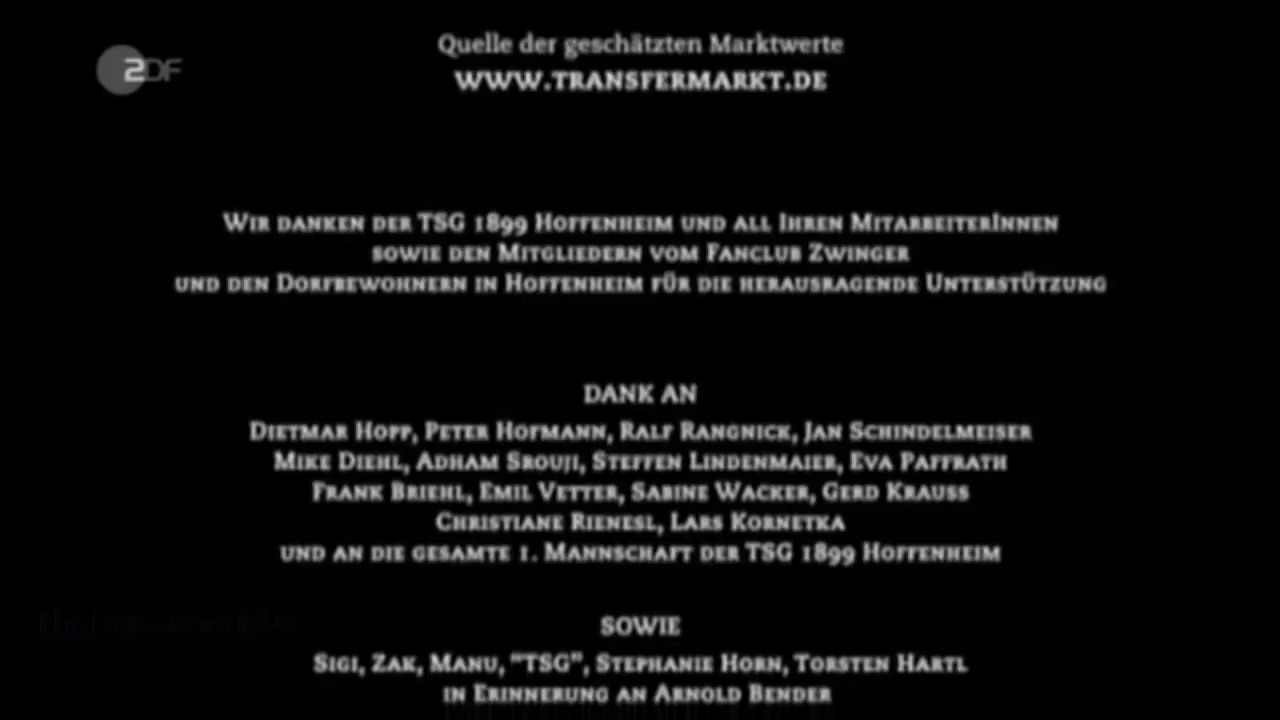 Quelle der geschätzten Marktwerte
ZDF
WWW.TRANSFERMARKT.DE
WIR DANKEN DER TSG 1899 HOFFENHEIM UND ALL IHREN MITARBEITERINNEN
SOWIE DEN MITGLIEDERN VOM FANCLUB ZWINGER
UND DEN DORFBEWOHNERN IN HOFFENHEIM FÜR DIE HERAUSRAGENDE UNTERSTÜTZUNG
DANK AN
DIETMAR HOPP, PETER HOFMANN, RALF RANGNICK, JAN SCHINDELMEISER
MIKE DIEHL, ADHAM SROUJI, STEFFEN LINDENMAIER, EVA PAFFRATH
FRANK BRIEHL, EMIL VETTER, SABINE WACKER, GERD KRAUSS
CHRISTIANE RIENESL, LARS KORNETKA
UND AN DIE GESAMTE 1. MANNSCHAFT DER TSG 1899 HOFFENHEIM
SOWIE
SIGI, ZAK, MANU, "TSG", STEPHANIE HORN, TORSTEN HARTL
IN ERINNERUNG AN ARNOLD BENDER